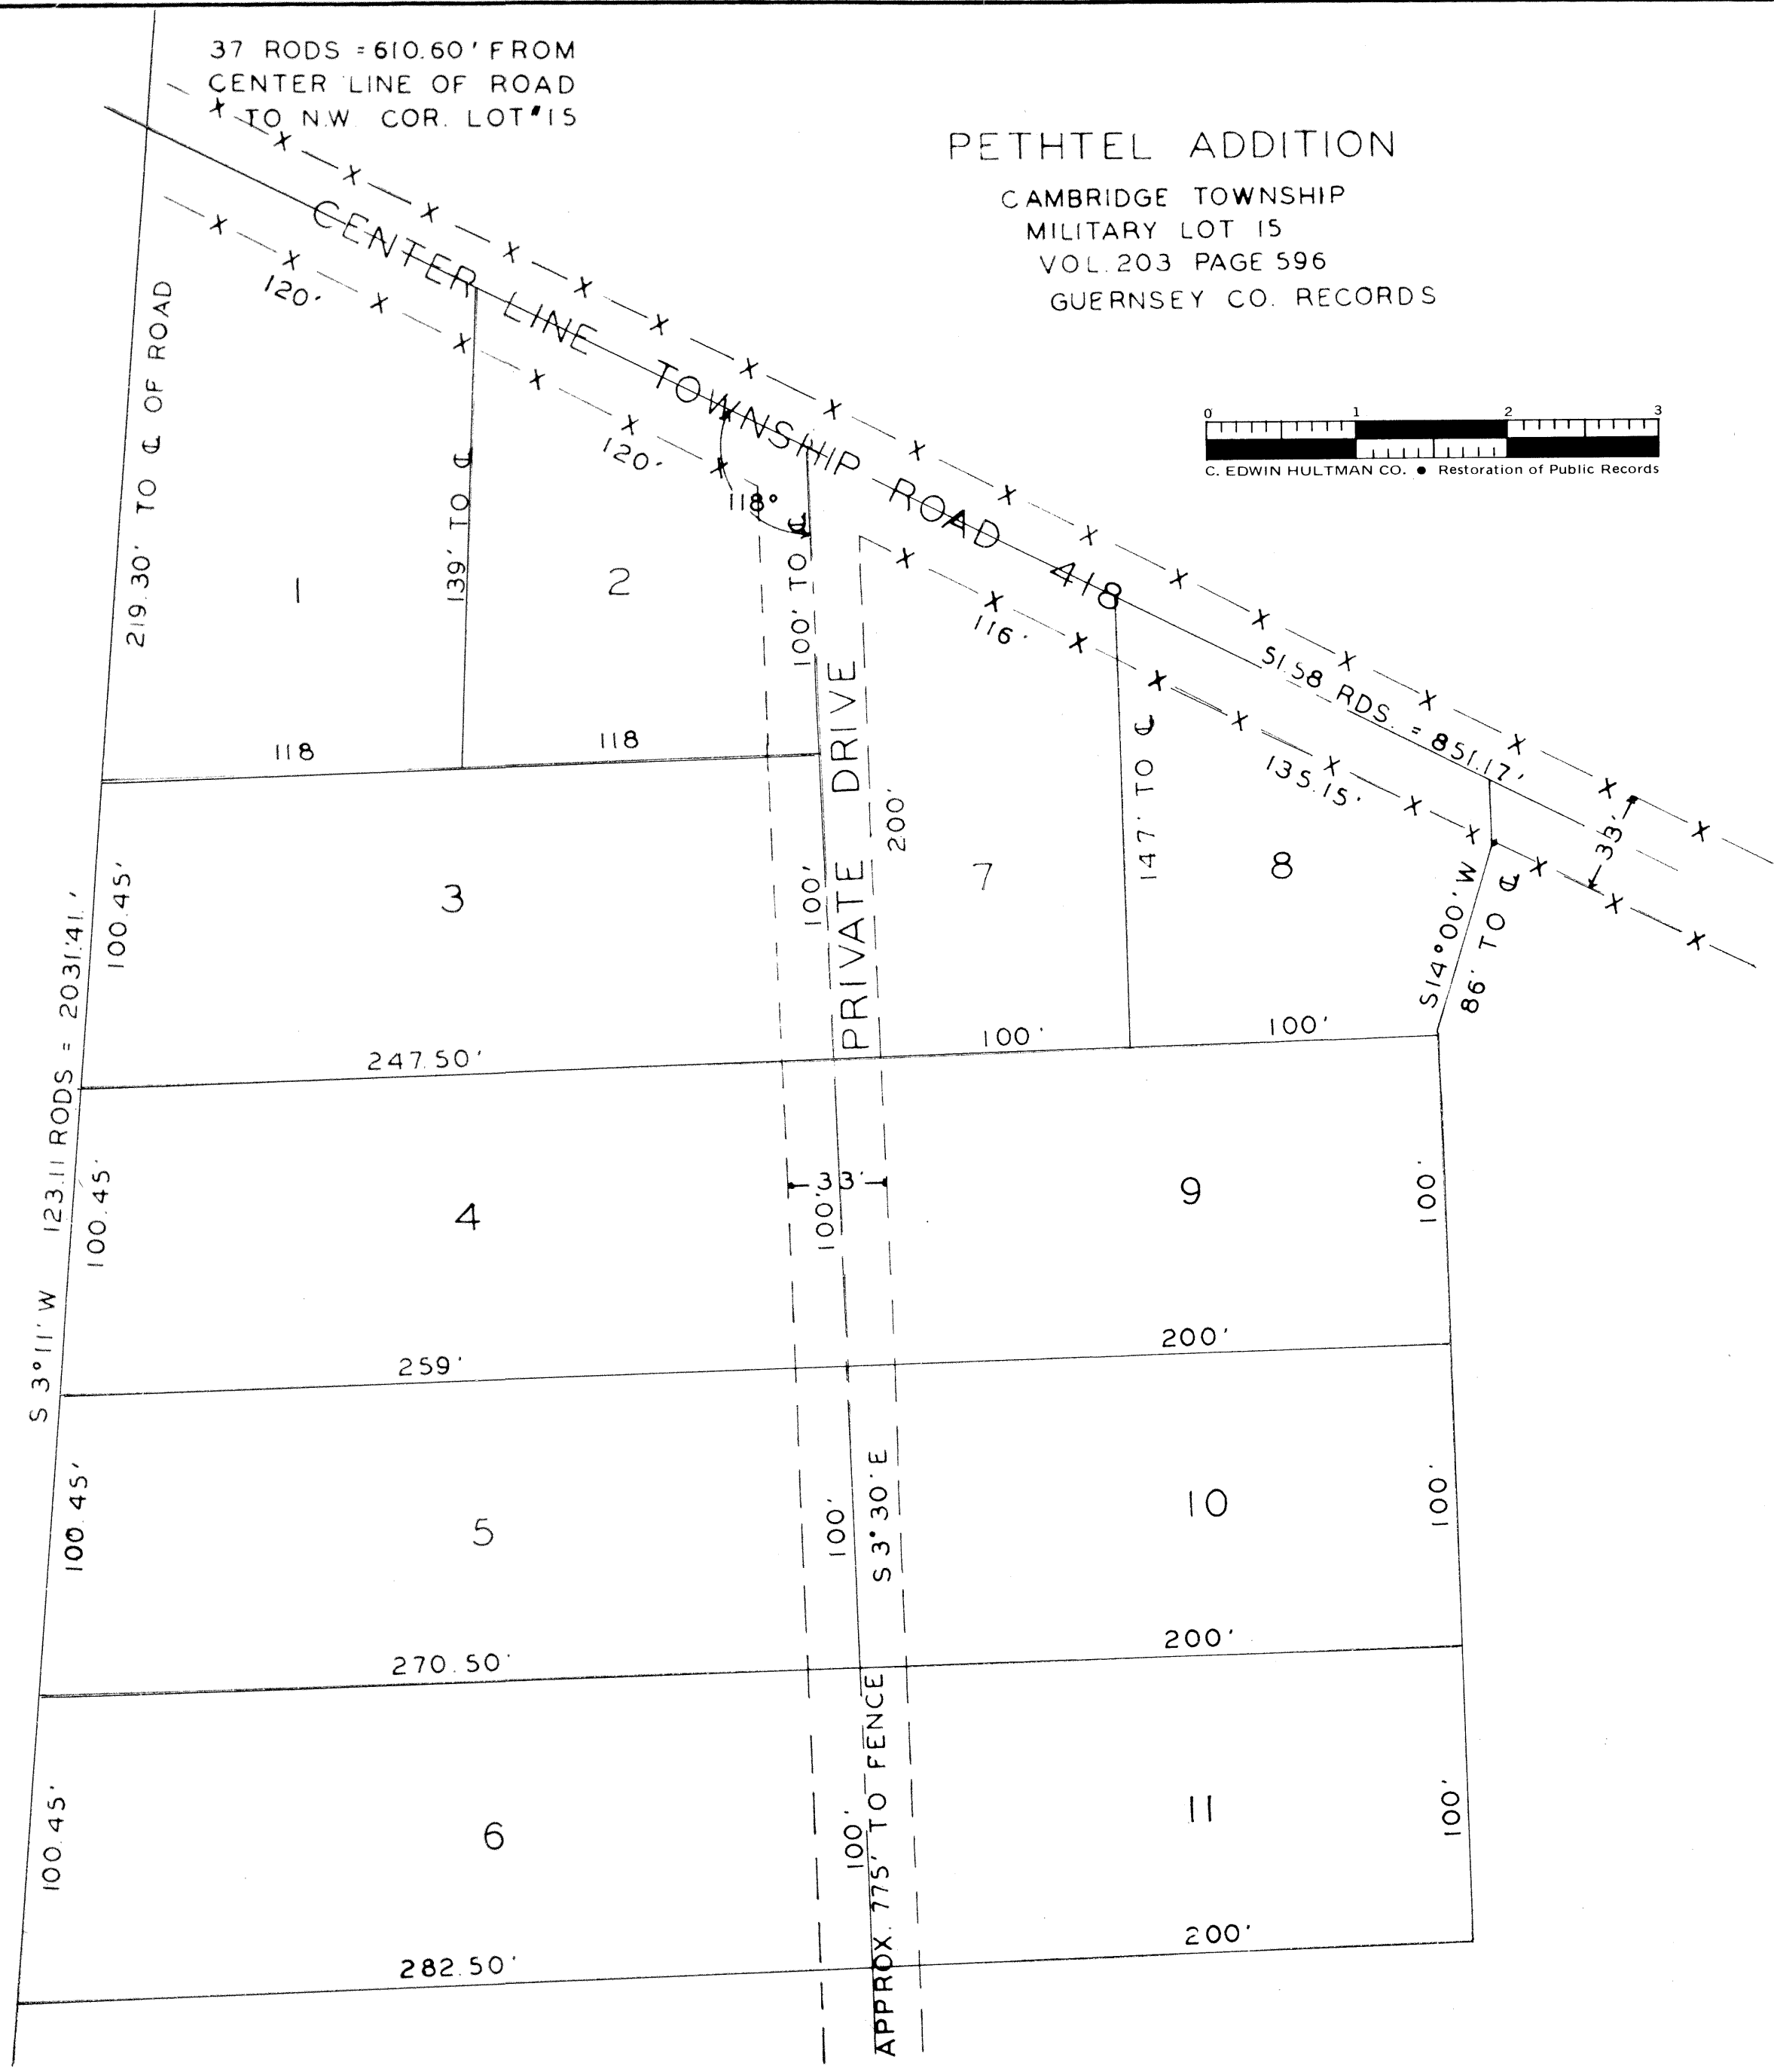 37 RODS = 610.60' FROM
CENTER LINE OF ROAD
TO N.W. COR. LOT #15
PETHTEL ADDITION
CAMBRIDGE TOWNSHIP
MILITARY LOT 15
VOL. 203 PAGE 596
GUERNSEY CO. RECORDS
0 1 2 3
C. EDWIN HULTMAN CO. ● Restoration of Public Records
CENTER LINE TOWNSHIP ROAD 418
51.58 RDS. = 851.17'
120'
120'
118°
116'
135.15'
33'
219.30' TO ℄ OF ROAD
139' TO ℄
100' TO ℄
147' TO ℄
S14°00'W
86' TO ℄
1
2
118
118
PRIVATE DRIVE
200'
7
8
3
100.45'
100'
247.50'
100'
100'
S 3°11' W 123.11 RODS = 2031.41'
4
100.45'
33'
100'
9
100'
259'
200'
5
100.45'
100'
S 3°30'E
10
100'
270.50'
200'
6
100.45'
100'
APPROX. 775' TO FENCE
11
100'
282.50'
200'